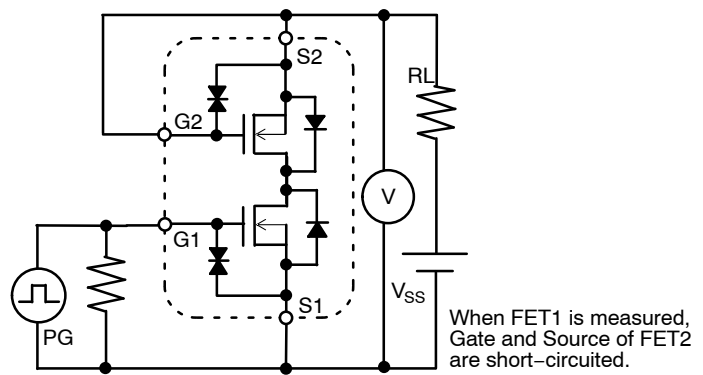 S2
RL
G2
V
G1
VSS
S1
PG
When FET1 is measured,
Gate and Source of FET2
are short−circuited.